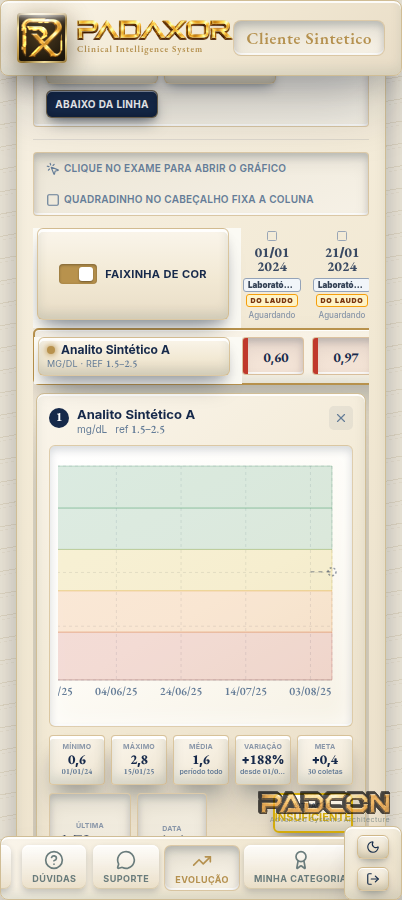 PADAXOR
Clinical Intelligence System
Cliente Sintetico
ABAIXO DA LINHA
CLIQUE NO EXAME PARA ABRIR O GRÁFICO
QUADRADINHO NO CABEÇALHO FIXA A COLUNA
FAIXINHA DE COR
01/01 2024
Laborató...
DO LAUDO
Aguardando
21/01 2024
Laborató...
DO LAUDO
Aguardando
Analito Sintético A
MG/DL · REF 1.5–2.5
0,60
0,97
1 Analito Sintético A
mg/dL ref 1.5–2.5
/25 04/06/25 24/06/25 14/07/25 03/08/25
MÍNIMO
0,6
01/01/24
MÁXIMO
2,8
15/01/25
MÉDIA
1,6
período todo
VARIAÇÃO
+188%
desde 01/0...
META
+0,4
30 coletas
ÚLTIMA
DATA
PADCON
INSUFICIENTE
DÚVIDAS
SUPORTE
EVOLUÇÃO
MINHA CATEGORIA